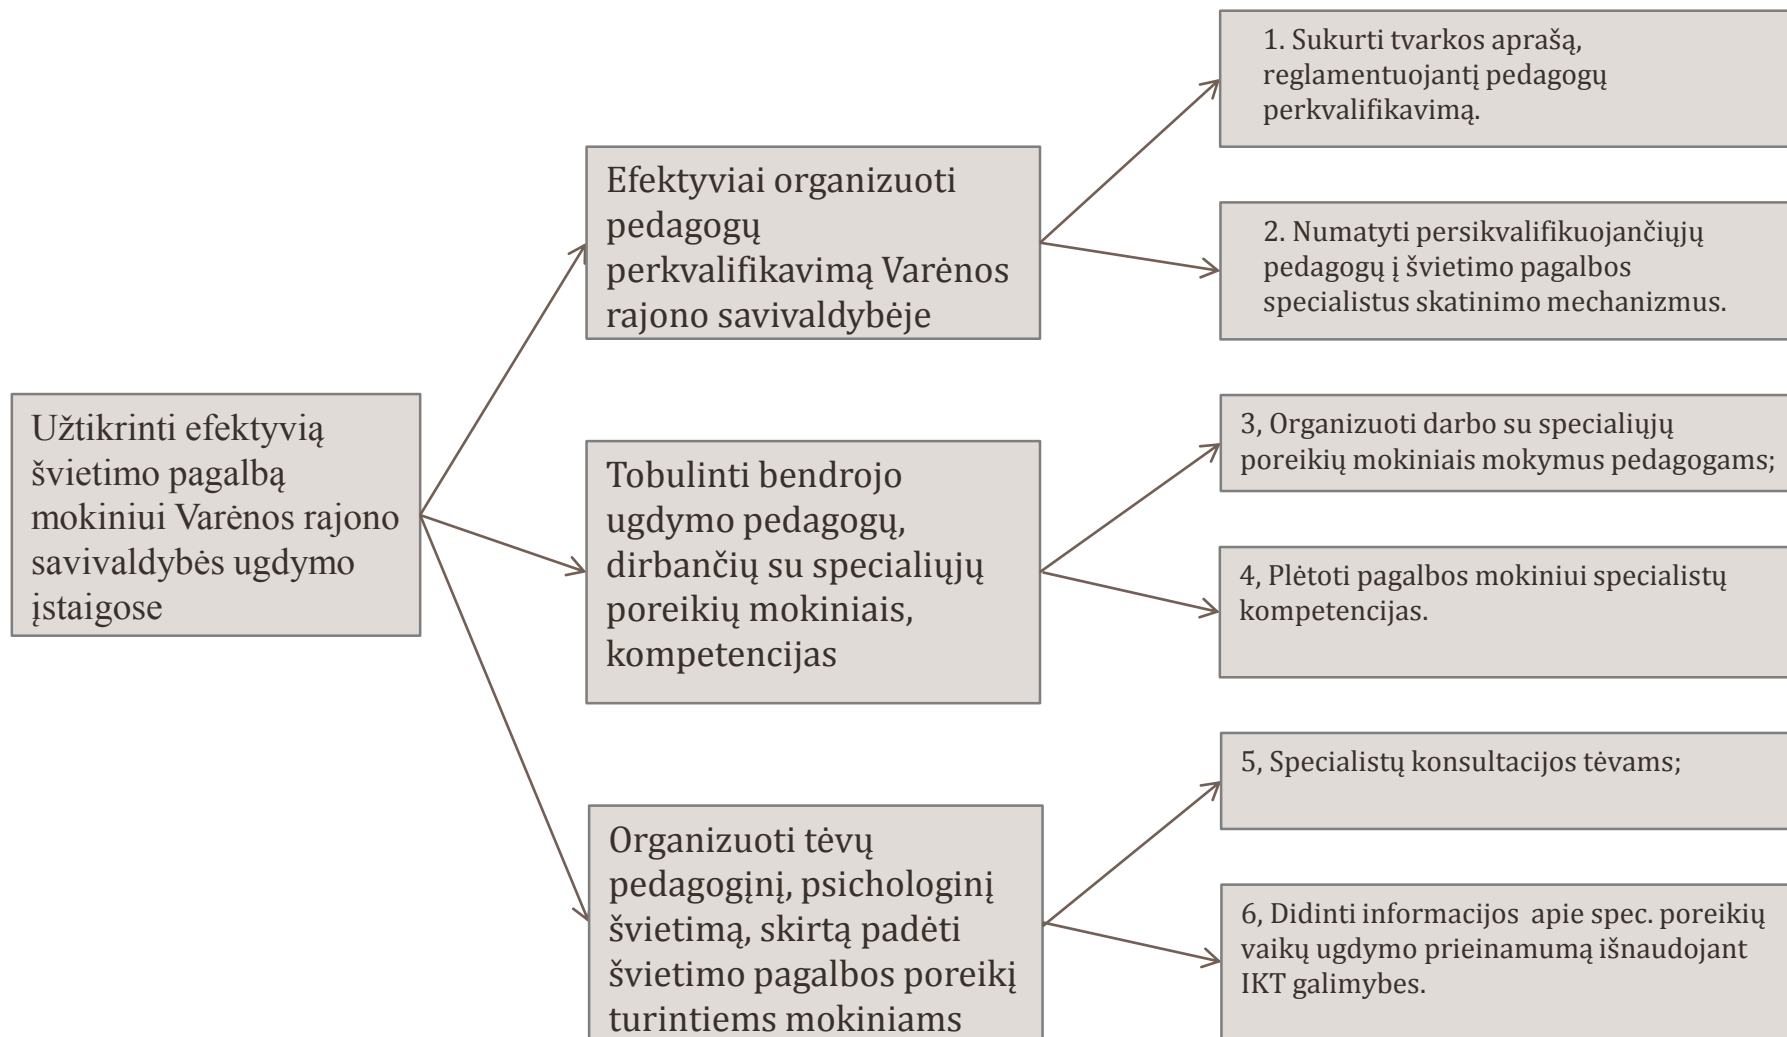 Užtikrinti efektyvią
švietimo pagalbą
mokiniui Varėnos rajono
savivaldybės ugdymo
įstaigose
Efektyviai organizuoti
pedagogų
perkvalifikavimą Varėnos
rajono savivaldybėje
1. Sukurti tvarkos aprašą,
reglamentuojantį pedagogų
perkvalifikavimą.
2. Numatyti persikvalifikuojančiųjų
pedagogų į švietimo pagalbos
specialistus skatinimo mechanizmus.
Tobulinti bendrojo
ugdymo pedagogų,
dirbančių su specialiųjų
poreikių mokiniais,
kompetencijas
3, Organizuoti darbo su specialiųjų
poreikių mokiniais mokymus pedagogams;
4, Plėtoti pagalbos mokiniui specialistų
kompetencijas.
Organizuoti tėvų
pedagoginį, psichologinį
švietimą, skirtą padėti
švietimo pagalbos poreikį
turintiems mokiniams
5, Specialistų konsultacijos tėvams;
6, Didinti informacijos  apie spec. poreikių
vaikų ugdymo prieinamumą išnaudojant
IKT galimybes.